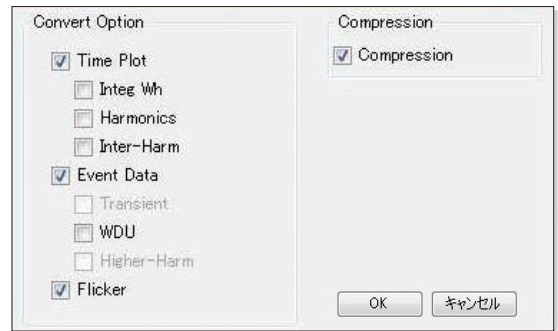 Convert Option
Time Plot
Integ Wh
Harmonics
Inter-Harm
Event Data
Transient
WDU
Higher-Harm
Flicker
Compression
Compression
OK
キャンセル